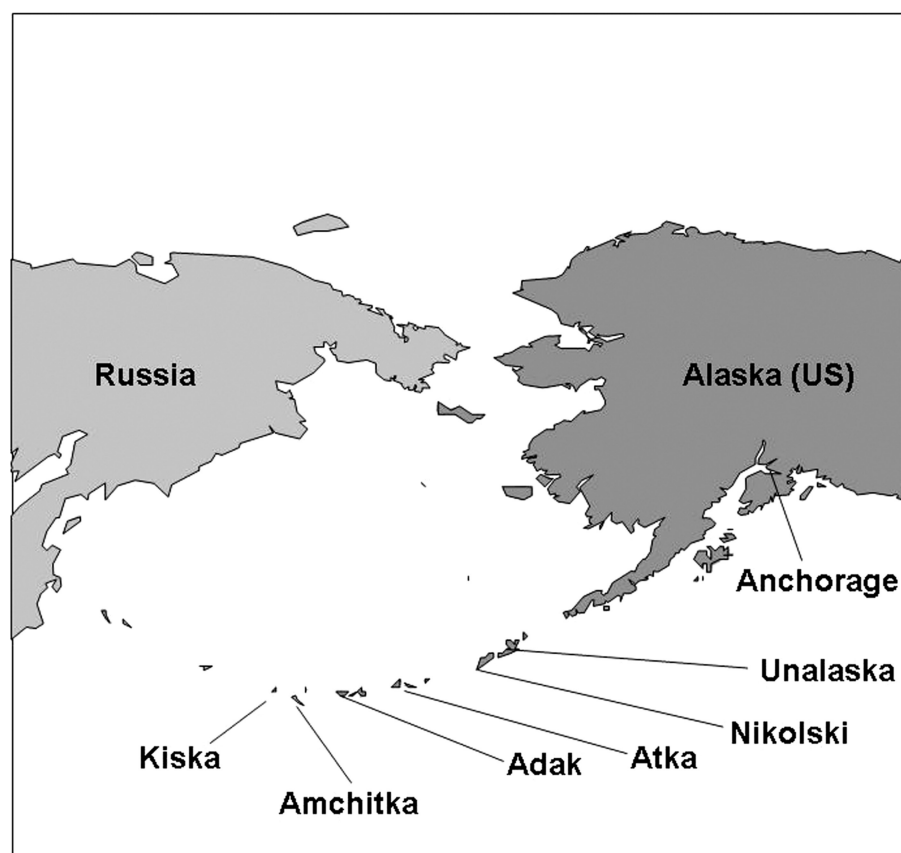 Russia
Alaska (US)
Anchorage
Unalaska
Nikolski
Atka
Adak
Kiska
Amchitka